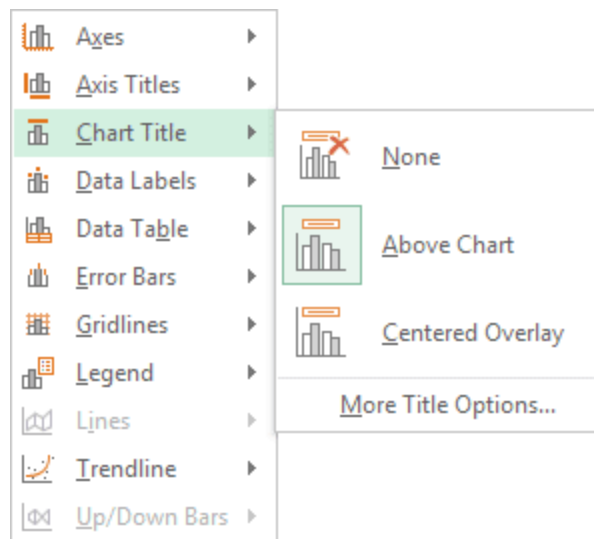 Axes
Axis Titles
Chart Title
Data Labels
Data Table
Error Bars
Gridlines
Legend
Lines
Trendline
Up/Down Bars
None
Above Chart
Centered Overlay
More Title Options...